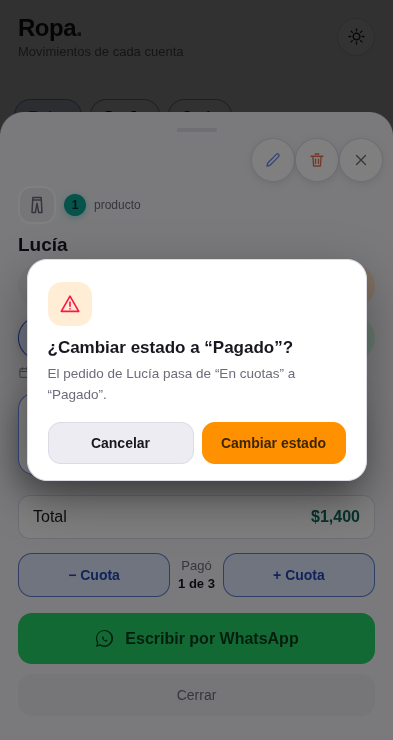 Ropa.
Movimientos de cada cuenta
1 producto
Lucía
¿Cambiar estado a “Pagado”?
El pedido de Lucía pasa de “En cuotas” a
“Pagado”.
Cancelar
Cambiar estado
Total
$1,400
− Cuota
Pagó
1 de 3
+ Cuota
Escribir por WhatsApp
Cerrar